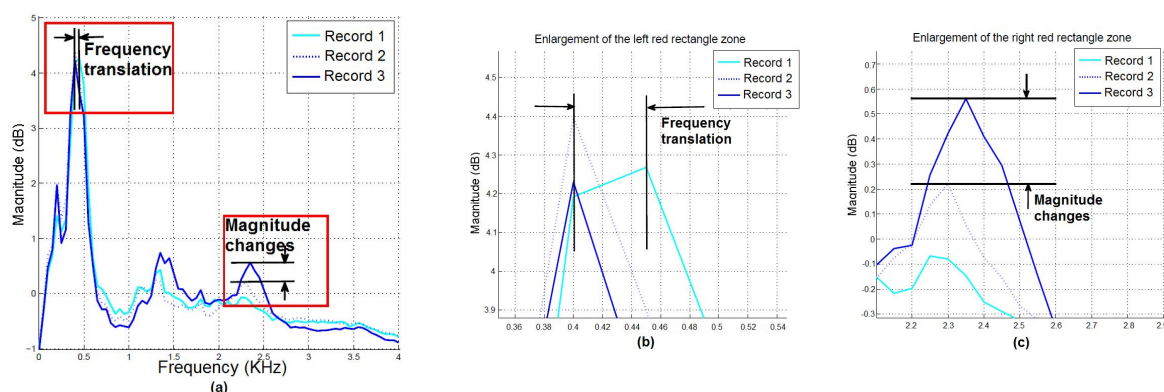 5
4
3
2
1
0
-1
Magnitude (dB)
Frequency
translation
Record 1
Record 2
Record 3
Magnitude
changes
0 0.5 1 1.5 2 2.5 3 3.5 4
Frequency (KHz)
(a)
Enlargement of the left red rectangle zone
Record 1
Record 2
Record 3
4.5
4.4
4.3
4.2
4.1
4
3.9
Magnitude (dB)
Frequency
translation
0.36 0.38 0.4 0.42 0.44 0.46 0.48 0.5 0.52 0.54
(b)
Enlargement of the right red rectangle zone
Record 1
Record 2
Record 3
0.7
0.6
0.5
0.4
0.3
0.2
0.1
0
-0.1
-0.2
-0.3
Magnitude (dB)
Magnitude
changes
2.2 2.3 2.4 2.5 2.6 2.7 2.8 2.9
(c)